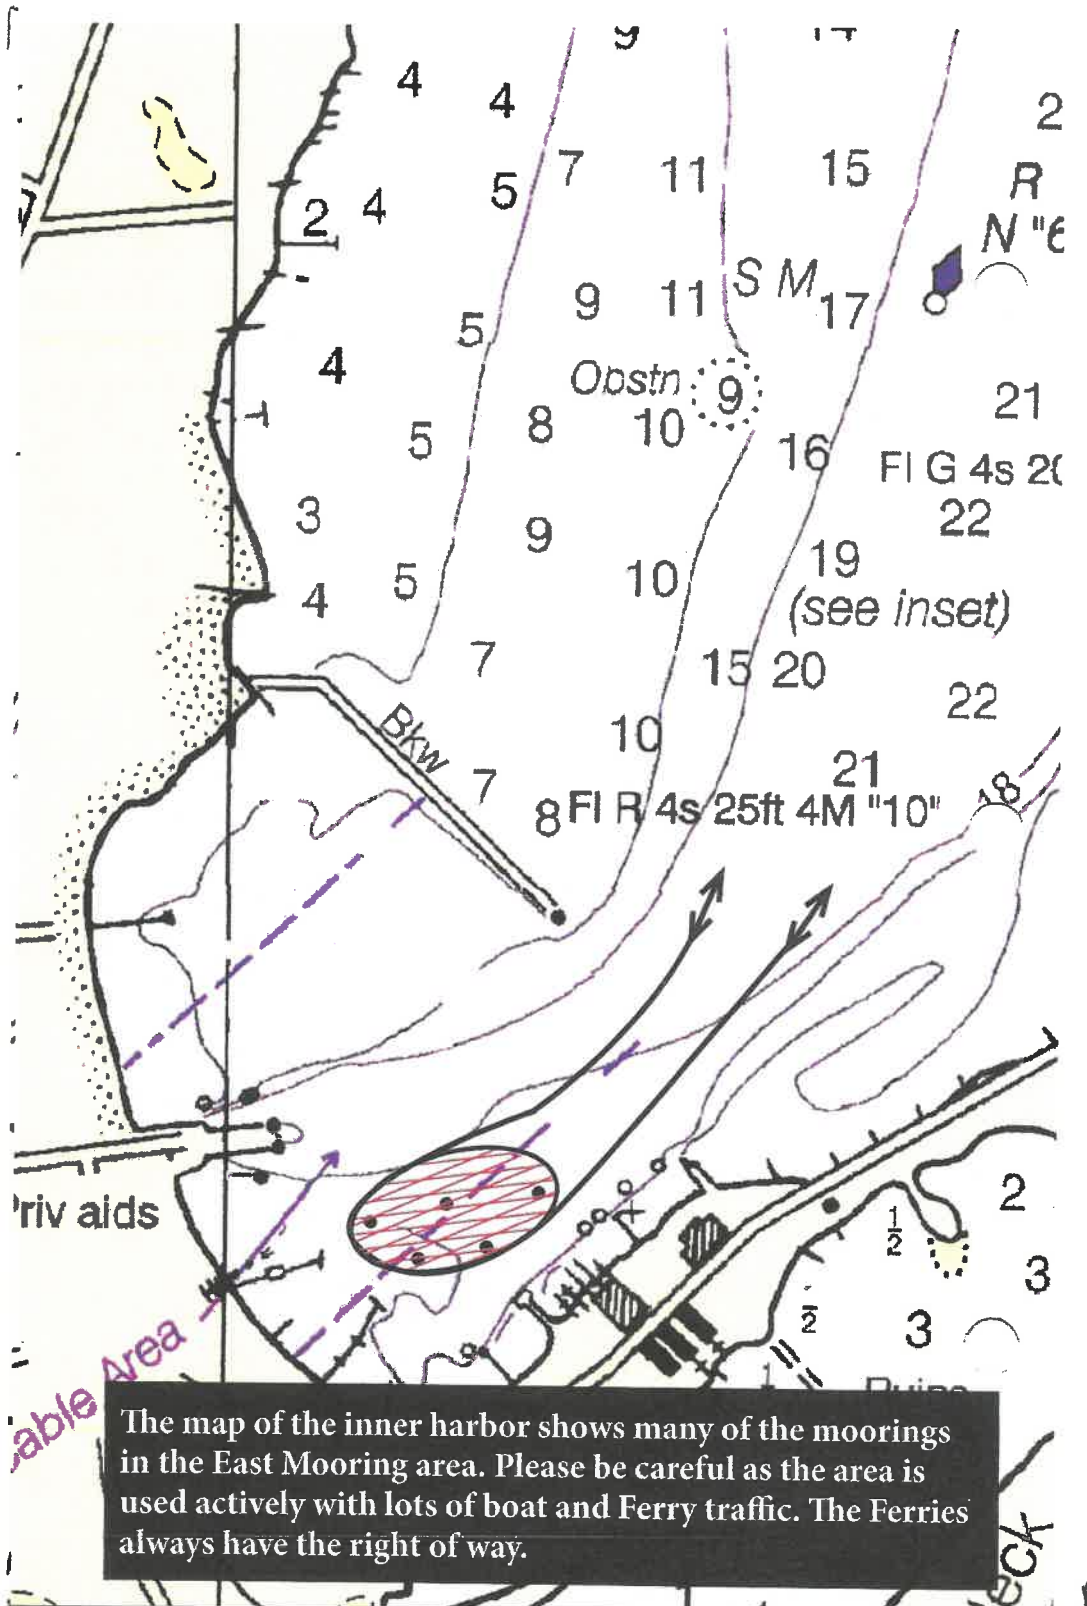 4
4
7
11
15
2
R
5
2
4
N "6
S M
9
11
17
5
Obstn
9
4
21
8
10
5
16
Fl G 4s 20
22
3
9
19
10
5
4
(see inset)
7
15
20
22
10
Bkw
21
7
18
8 Fl R 4s 25ft 4M "10"
2
Priv aids
1/2
3
1/2
3
Cable Area
Ruins
The map of the inner harbor shows many of the moorings
in the East Mooring area. Please be careful as the area is
used actively with lots of boat and Ferry traffic. The Ferries
always have the right of way.